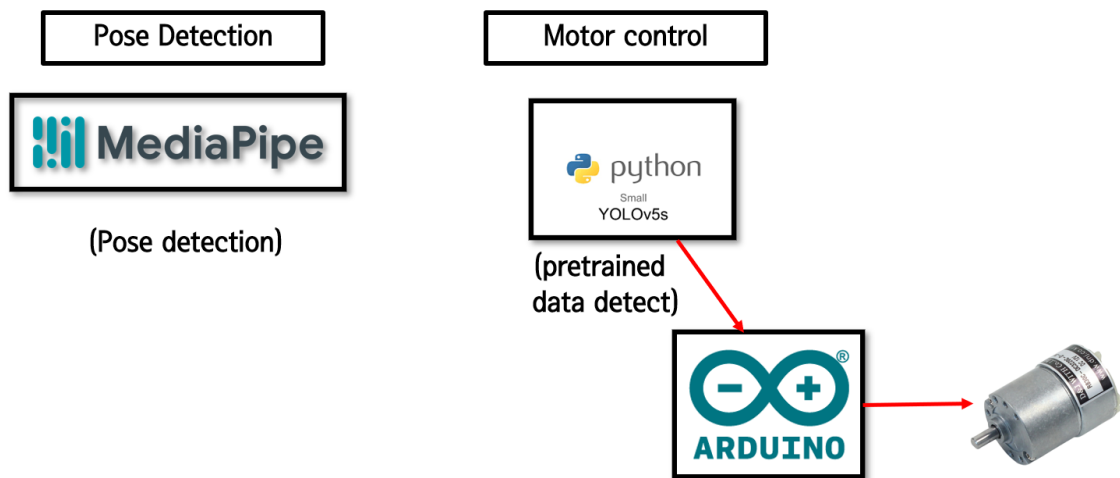 Pose Detection
Motor control
MediaPipe
python
Small
YOLOv5s
(Pose detection)
(pretrained
data detect)
®
ARDUINO